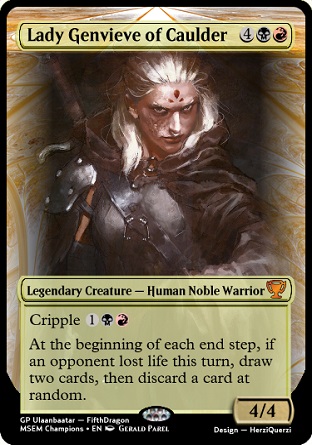 Lady Genvieve of Caulder 4
Legendary Creature — Human Noble Warrior
Cripple 1
At the beginning of each end step, if
an opponent lost life this turn, draw
two cards, then discard a card at
random.
4/4
GP Ulaanbaatar — FifthDragon
Design — HerziQuerzi
MSEM Champions • EN GERALD PAREL